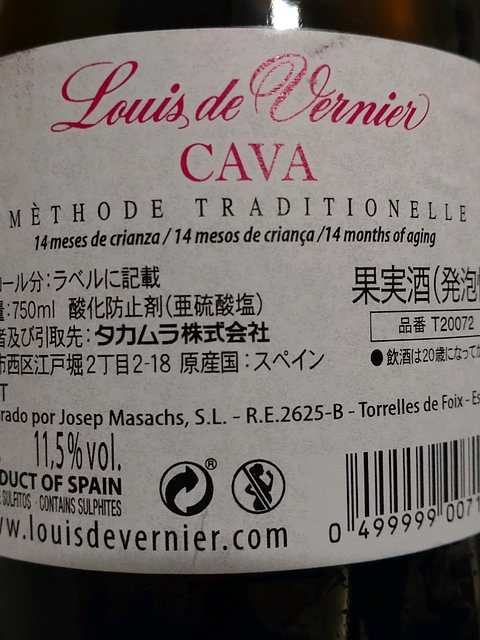 Louis de Vernier
CAVA
MÈTHODE TRADITIONELLE
14 meses de crianza / 14 mesos de criança / 14 months of aging
ール分：ラベルに記載
果実酒（発泡
：750ml 酸化防止剤（亜硫酸塩）
者及び引取先：タカムラ株式会社
品番 T20072
市西区江戸堀2丁目2-18 原産国：スペイン
●飲酒は20歳になってか
rado por Josep Masachs, S.L. - R.E.2625-B - Torrelles de Foix - Es
11,5%vol.
DUCT OF SPAIN
SULFITOS - CONTAINS SULPHITES
®
w.louisdevernier.com
0 499999 007